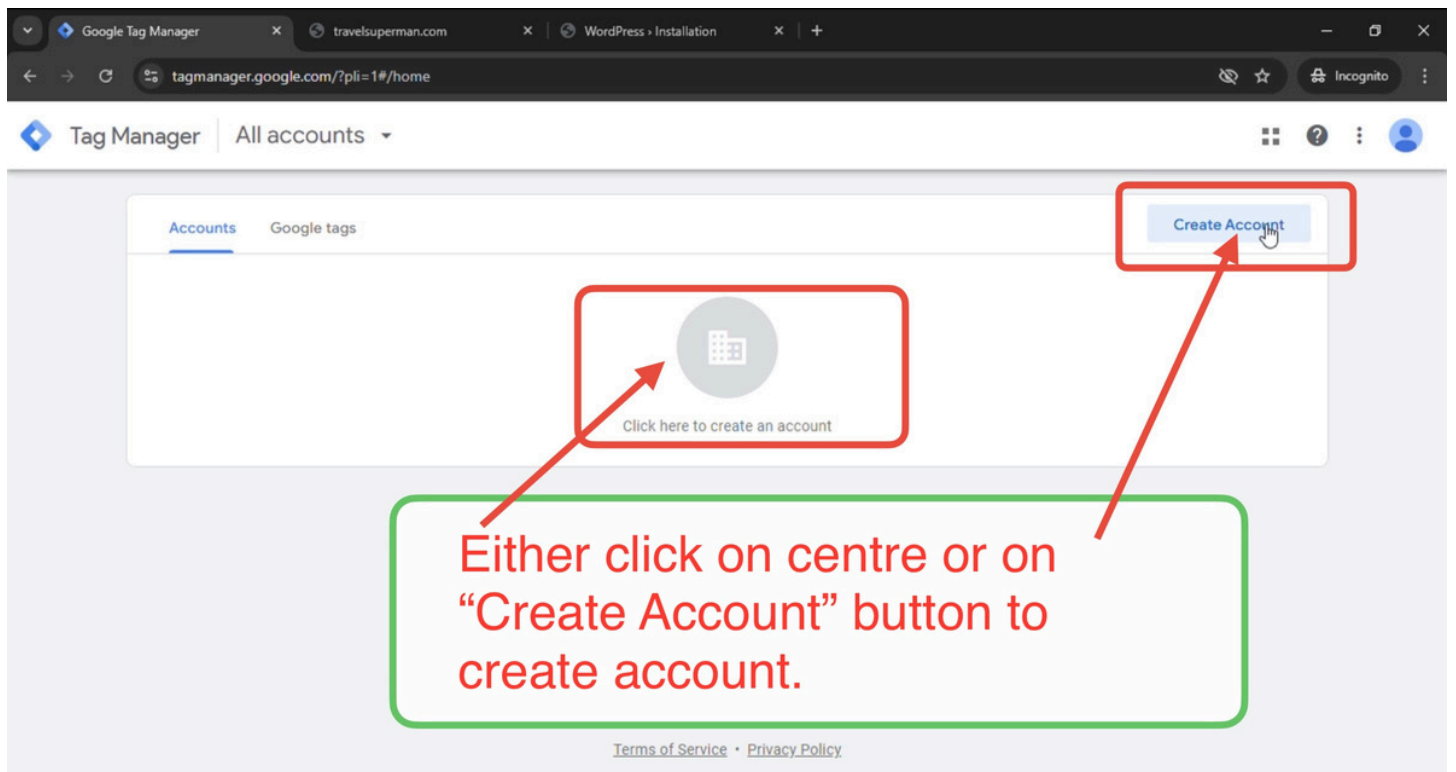 Google Tag Manager
travelsuperman.com
WordPress › Installation
tagmanager.google.com/?pli=1#/home
Incognito
Tag Manager
All accounts
Accounts
Google tags
Create Account
Click here to create an account
Either click on centre or on
“Create Account” button to
create account.
Terms of Service • Privacy Policy